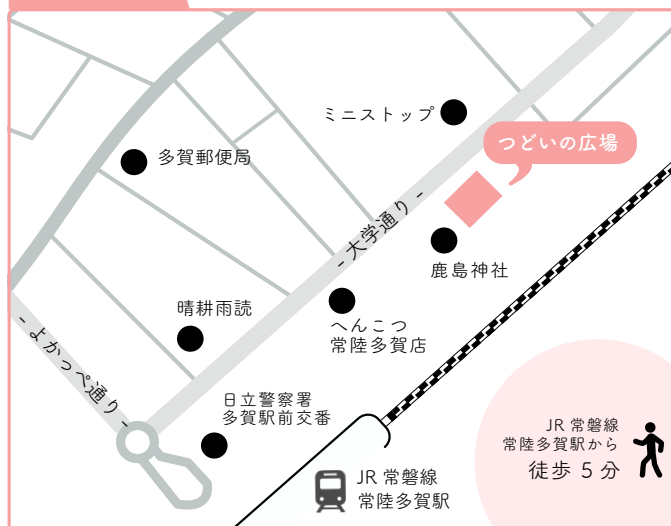 ミニストップ
つどいの広場
多賀郵便局
- 大学通り -
鹿島神社
晴耕雨読
へんこつ
常陸多賀店
- よかっぺ通り -
日立警察署
多賀駅前交番
JR 常磐線
常陸多賀駅から
徒歩 5 分
JR 常磐線
常陸多賀駅